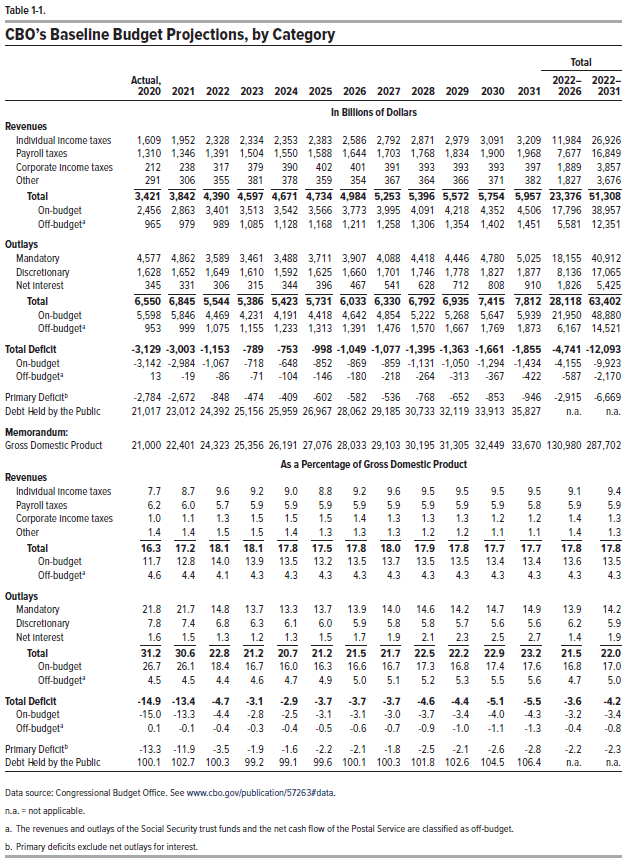 Table 1-1.
CBO's Baseline Budget Projections, by Category
Total
Actual, 2022– 2022–
2020 2021 2022 2023 2024 2025 2026 2027 2028 2029 2030 2031 2026 2031
In Billions of Dollars
Revenues
Individual income taxes 1,609 1,952 2,328 2,334 2,353 2,383 2,586 2,792 2,871 2,979 3,091 3,209 11,984 26,926
Payroll taxes 1,310 1,346 1,391 1,504 1,550 1,588 1,644 1,703 1,768 1,834 1,900 1,968 7,677 16,849
Corporate income taxes 212 238 317 379 390 402 401 391 393 393 393 397 1,889 3,857
Other 291 306 355 381 378 359 354 367 364 366 371 382 1,827 3,676
Total 3,421 3,842 4,390 4,597 4,671 4,734 4,984 5,253 5,396 5,572 5,754 5,957 23,376 51,308
On-budget 2,456 2,863 3,401 3,513 3,542 3,566 3,773 3,995 4,091 4,218 4,352 4,506 17,796 38,957
Off-budgetᵃ 965 979 989 1,085 1,128 1,168 1,211 1,258 1,306 1,354 1,402 1,451 5,581 12,351
Outlays
Mandatory 4,577 4,862 3,589 3,461 3,488 3,711 3,907 4,088 4,418 4,446 4,780 5,025 18,155 40,912
Discretionary 1,628 1,652 1,649 1,610 1,592 1,625 1,660 1,701 1,746 1,778 1,827 1,877 8,136 17,065
Net interest 345 331 306 315 344 396 467 541 628 712 808 910 1,826 5,425
Total 6,550 6,845 5,544 5,386 5,423 5,731 6,033 6,330 6,792 6,935 7,415 7,812 28,118 63,402
On-budget 5,598 5,846 4,469 4,231 4,191 4,418 4,642 4,854 5,222 5,268 5,647 5,939 21,950 48,880
Off-budgetᵃ 953 999 1,075 1,155 1,233 1,313 1,391 1,476 1,570 1,667 1,769 1,873 6,167 14,521
Total Deficit -3,129 -3,003 -1,153 -789 -753 -998 -1,049 -1,077 -1,395 -1,363 -1,661 -1,855 -4,741 -12,093
On-budget -3,142 -2,984 -1,067 -718 -648 -852 -869 -859 -1,131 -1,050 -1,294 -1,434 -4,155 -9,923
Off-budgetᵃ 13 -19 -86 -71 -104 -146 -180 -218 -264 -313 -367 -422 -587 -2,170
Primary Deficitᵇ -2,784 -2,672 -848 -474 -409 -602 -582 -536 -768 -652 -853 -946 -2,915 -6,669
Debt Held by the Public 21,017 23,012 24,392 25,156 25,959 26,967 28,062 29,185 30,733 32,119 33,913 35,827 n.a. n.a.
Memorandum:
Gross Domestic Product 21,000 22,401 24,323 25,356 26,191 27,076 28,033 29,103 30,195 31,305 32,449 33,670 130,980 287,702
As a Percentage of Gross Domestic Product
Revenues
Individual income taxes 7.7 8.7 9.6 9.2 9.0 8.8 9.2 9.6 9.5 9.5 9.5 9.5 9.1 9.4
Payroll taxes 6.2 6.0 5.7 5.9 5.9 5.9 5.9 5.9 5.9 5.9 5.9 5.8 5.9 5.9
Corporate income taxes 1.0 1.1 1.3 1.5 1.5 1.5 1.4 1.3 1.3 1.3 1.2 1.2 1.4 1.3
Other 1.4 1.4 1.5 1.5 1.4 1.3 1.3 1.3 1.2 1.2 1.1 1.1 1.4 1.3
Total 16.3 17.2 18.1 18.1 17.8 17.5 17.8 18.0 17.9 17.8 17.7 17.7 17.8 17.8
On-budget 11.7 12.8 14.0 13.9 13.5 13.2 13.5 13.7 13.5 13.5 13.4 13.4 13.6 13.5
Off-budgetᵃ 4.6 4.4 4.1 4.3 4.3 4.3 4.3 4.3 4.3 4.3 4.3 4.3 4.3 4.3
Outlays
Mandatory 21.8 21.7 14.8 13.7 13.3 13.7 13.9 14.0 14.6 14.2 14.7 14.9 13.9 14.2
Discretionary 7.8 7.4 6.8 6.3 6.1 6.0 5.9 5.8 5.8 5.7 5.6 5.6 6.2 5.9
Net interest 1.6 1.5 1.3 1.2 1.3 1.5 1.7 1.9 2.1 2.3 2.5 2.7 1.4 1.9
Total 31.2 30.6 22.8 21.2 20.7 21.2 21.5 21.7 22.5 22.2 22.9 23.2 21.5 22.0
On-budget 26.7 26.1 18.4 16.7 16.0 16.3 16.6 16.7 17.3 16.8 17.4 17.6 16.8 17.0
Off-budgetᵃ 4.5 4.5 4.4 4.6 4.7 4.9 5.0 5.1 5.2 5.3 5.5 5.6 4.7 5.0
Total Deficit -14.9 -13.4 -4.7 -3.1 -2.9 -3.7 -3.7 -3.7 -4.6 -4.4 -5.1 -5.5 -3.6 -4.2
On-budget -15.0 -13.3 -4.4 -2.8 -2.5 -3.1 -3.1 -3.0 -3.7 -3.4 -4.0 -4.3 -3.2 -3.4
Off-budgetᵃ 0.1 -0.1 -0.4 -0.3 -0.4 -0.5 -0.6 -0.7 -0.9 -1.0 -1.1 -1.3 -0.4 -0.8
Primary Deficitᵇ -13.3 -11.9 -3.5 -1.9 -1.6 -2.2 -2.1 -1.8 -2.5 -2.1 -2.6 -2.8 -2.2 -2.3
Debt Held by the Public 100.1 102.7 100.3 99.2 99.1 99.6 100.1 100.3 101.8 102.6 104.5 106.4 n.a. n.a.
Data source: Congressional Budget Office. See www.cbo.gov/publication/57263#data.
n.a. = not applicable.
a. The revenues and outlays of the Social Security trust funds and the net cash flow of the Postal Service are classified as off-budget.
b. Primary deficits exclude net outlays for interest.